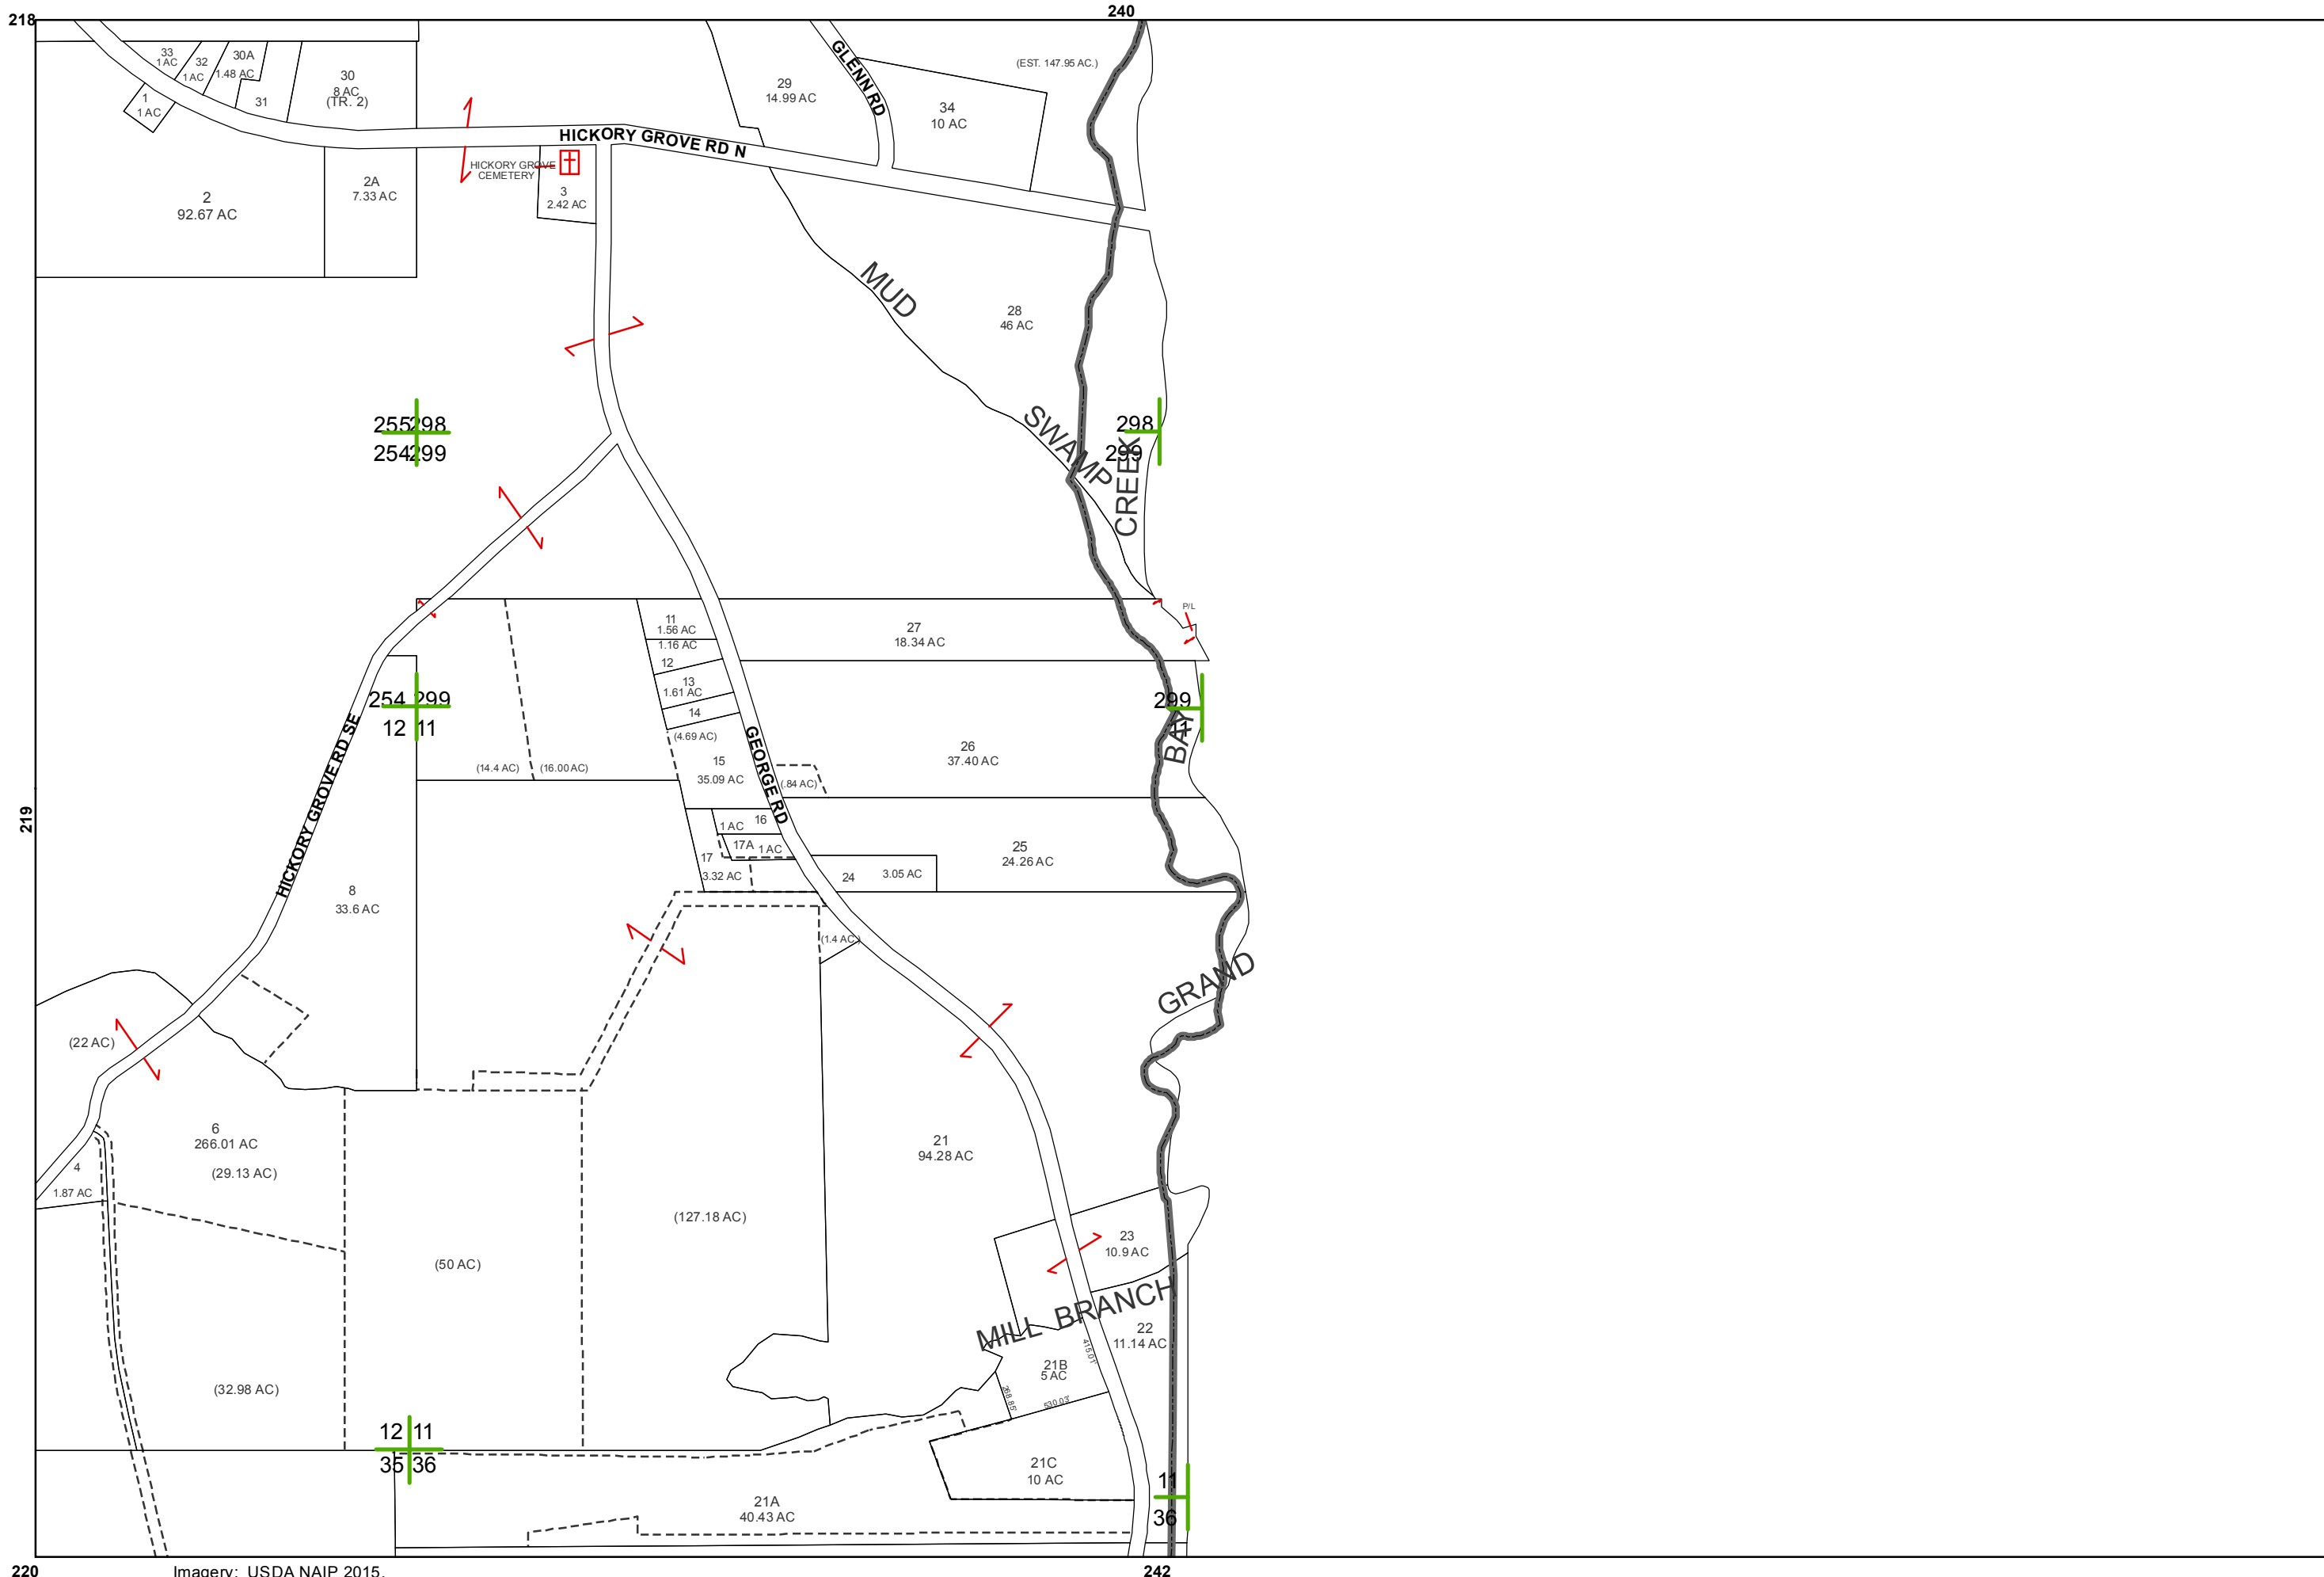 218
240
33
1 AC
32
1 AC
30A
1.48 AC
31
30
8 AC
(TR. 2)
1
1 AC
GLENN RD
29
14.99 AC
(EST. 147.95 AC.)
34
10 AC
HICKORY GROVE RD N
HICKORY GROVE
CEMETERY
2
92.67 AC
2A
7.33 AC
3
2.42 AC
MUD
28
46 AC
SWAMP
CREEK
255 298
254 299
298
299
11
1.56 AC
1.16 AC
12
13
1.61 AC
14
(4.69 AC)
27
18.34 AC
P/L
254 299
12 11
299
11
BAY
HICKORY GROVE RD SE
GEORGE RD
(14.4 AC)
(16.00 AC)
15
35.09 AC
(.84 AC)
26
37.40 AC
219
16
1 AC
17A
1 AC
17
3.32 AC
24
3.05 AC
25
24.26 AC
8
33.6 AC
(1.4 AC)
GRAND
(22 AC)
6
266.01 AC
(29.13 AC)
4
1.87 AC
21
94.28 AC
(127.18 AC)
(50 AC)
23
10.9 AC
MILL BRANCH
22
11.14 AC
415.01'
21B
5 AC
268.85'
530.03'
(32.98 AC)
12 11
35 36
21C
10 AC
11
36
21A
40.43 AC
220
Imagery: USDA NAIP 2015.
242